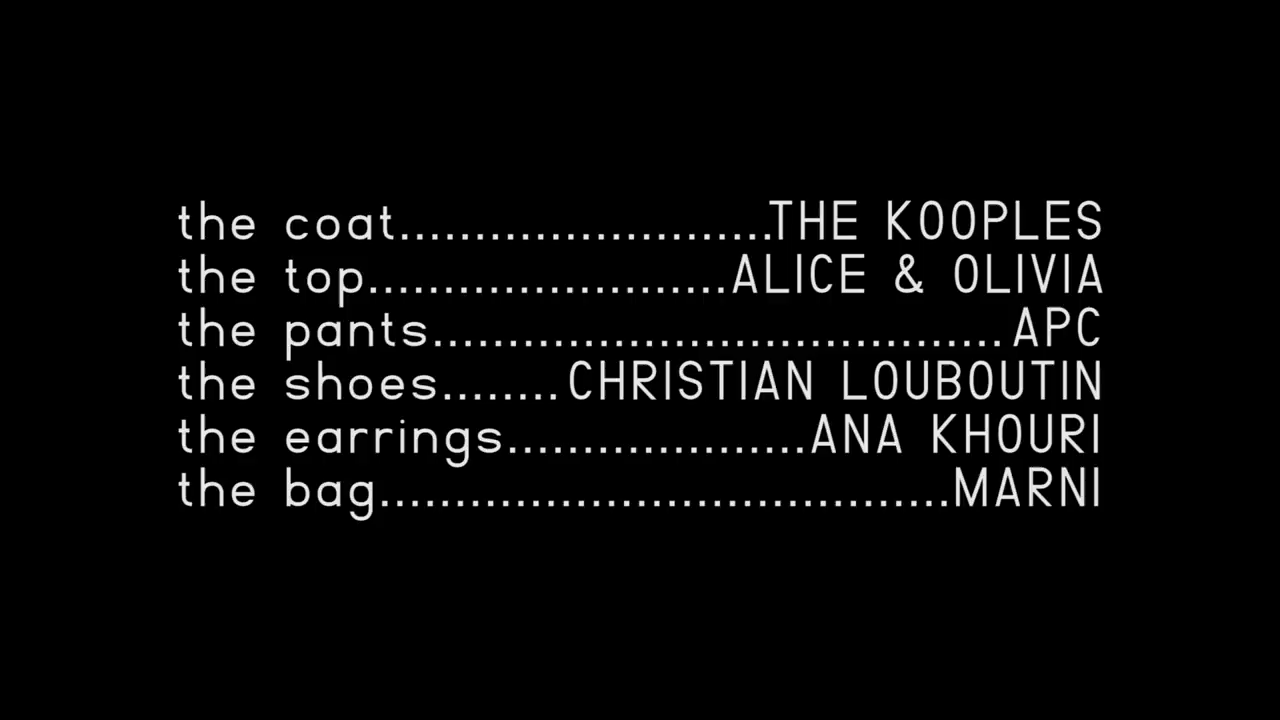 the coat.........................THE KOOPLES
the top........................ALICE & OLIVIA
the pants...................................... APC
the shoes........CHRISTIAN LOUBOUTIN
the earrings....................ANA KHOURI
the bag......................................MARNI